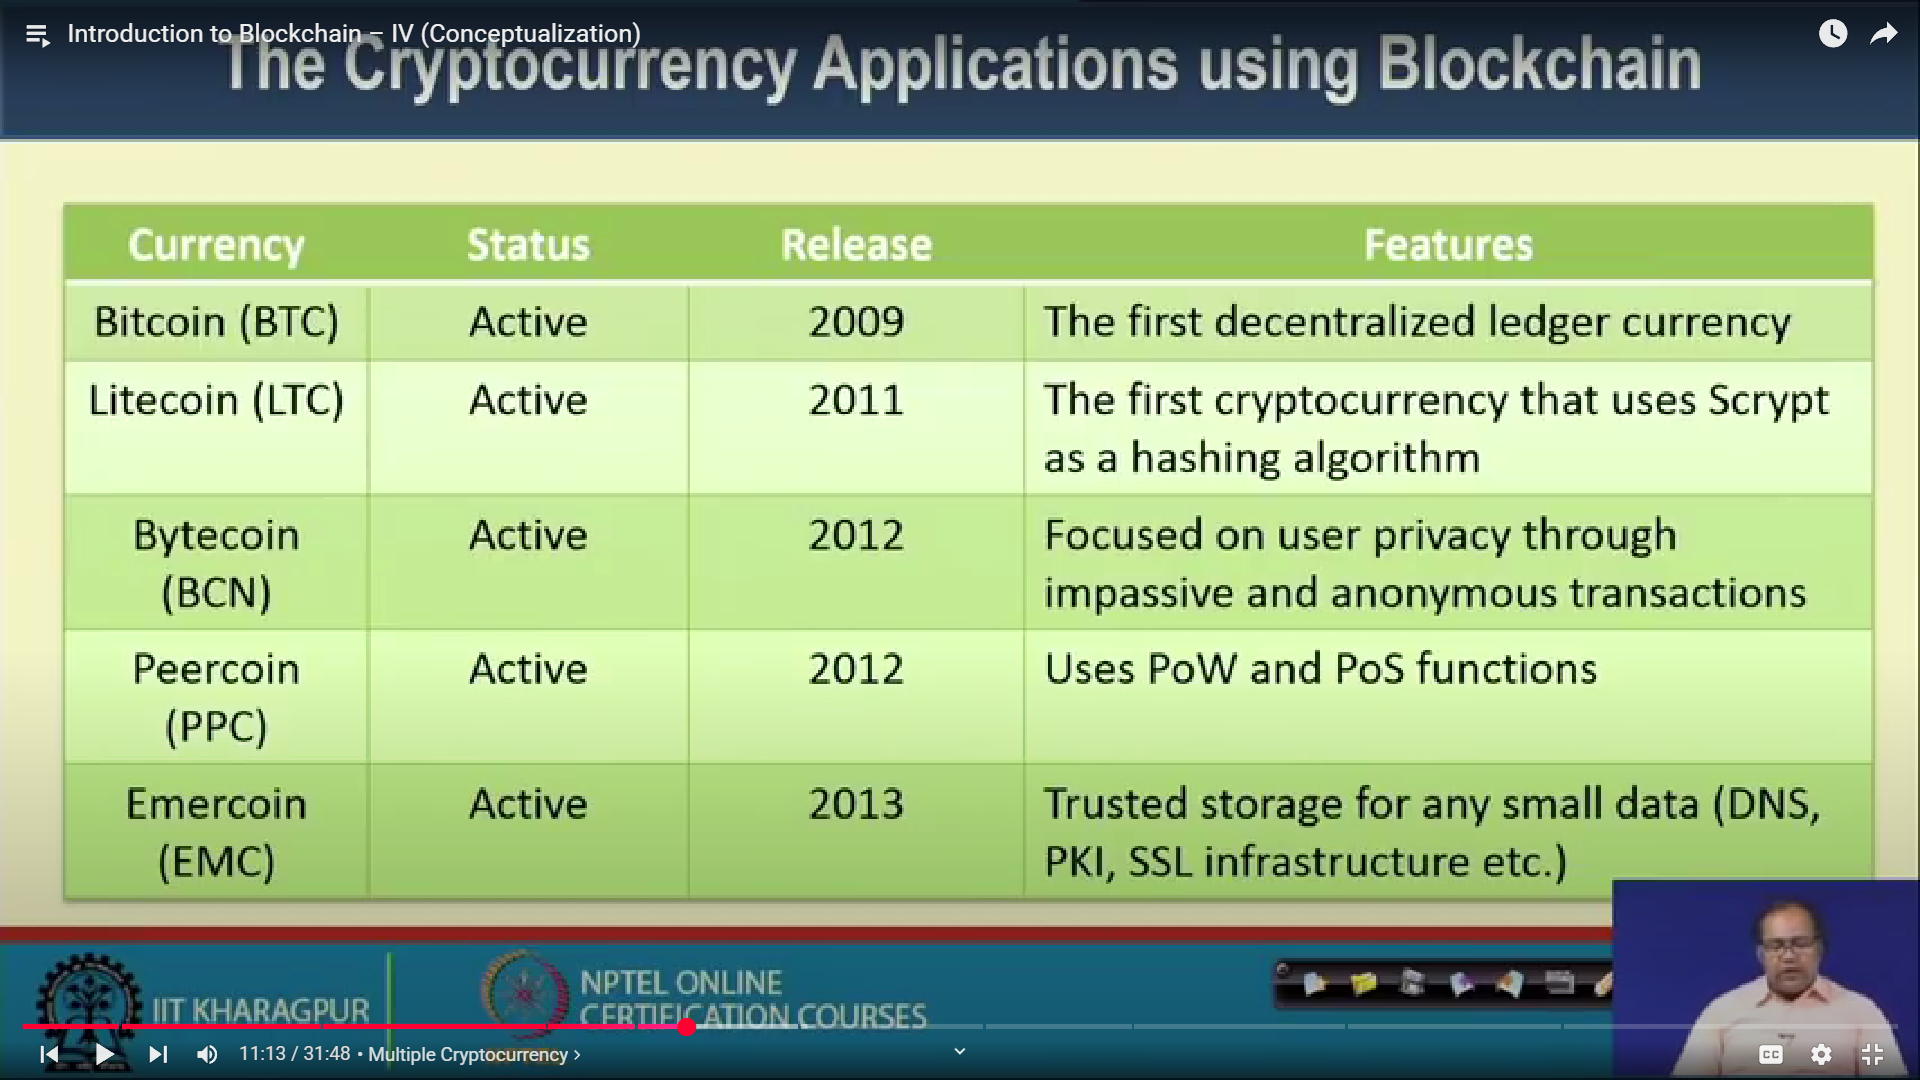 Introduction to Blockchain – IV (Conceptualization)
The Cryptocurrency Applications using Blockchain
Currency Status Release Features
Bitcoin (BTC) Active 2009 The first decentralized ledger currency
Litecoin (LTC) Active 2011 The first cryptocurrency that uses Scrypt
as a hashing algorithm
Bytecoin Active 2012 Focused on user privacy through
(BCN) impassive and anonymous transactions
Peercoin Active 2012 Uses PoW and PoS functions
(PPC)
Emercoin Active 2013 Trusted storage for any small data (DNS,
(EMC) PKI, SSL infrastructure etc.)
IIT KHARAGPUR
NPTEL ONLINE
CERTIFICATION COURSES
11:13 / 31:48 • Multiple Cryptocurrency ›
CC